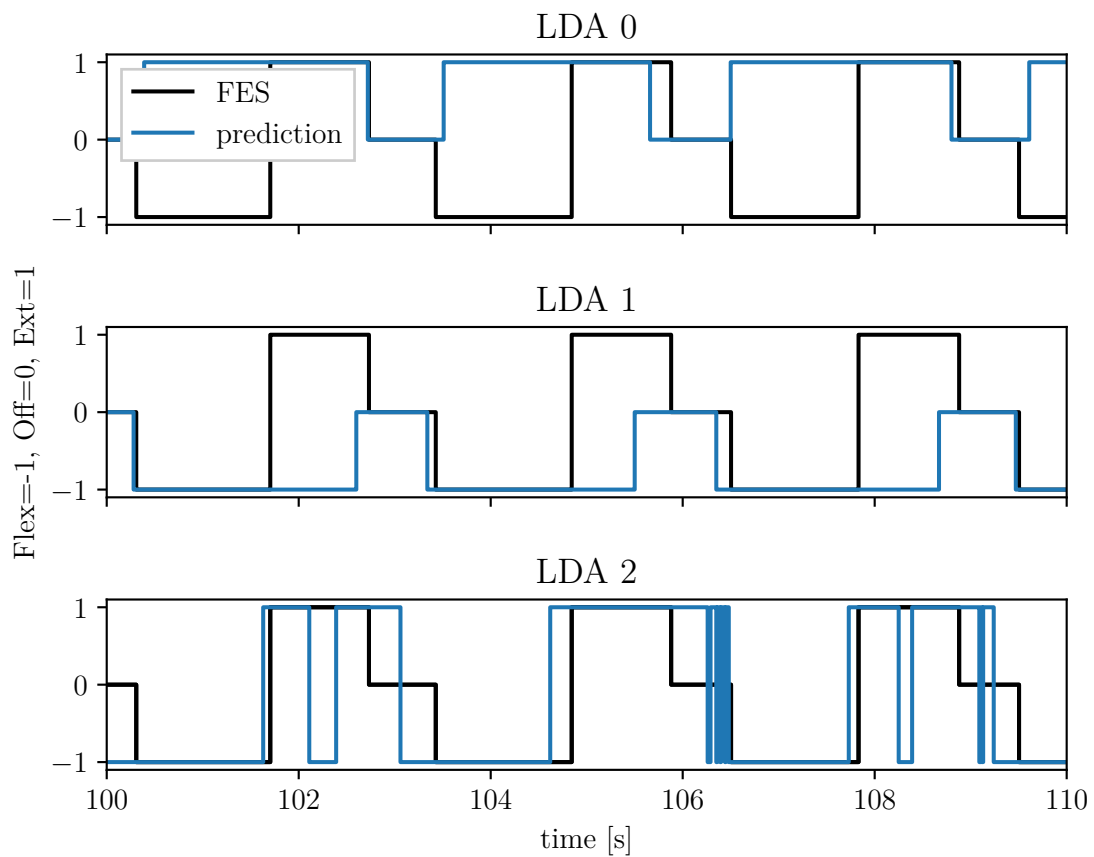 LDA 0
1
0
−1
FES
prediction
LDA 1
1
0
−1
Flex=-1, Off=0, Ext=1
LDA 2
1
0
−1
100 102 104 106 108 110
time [s]